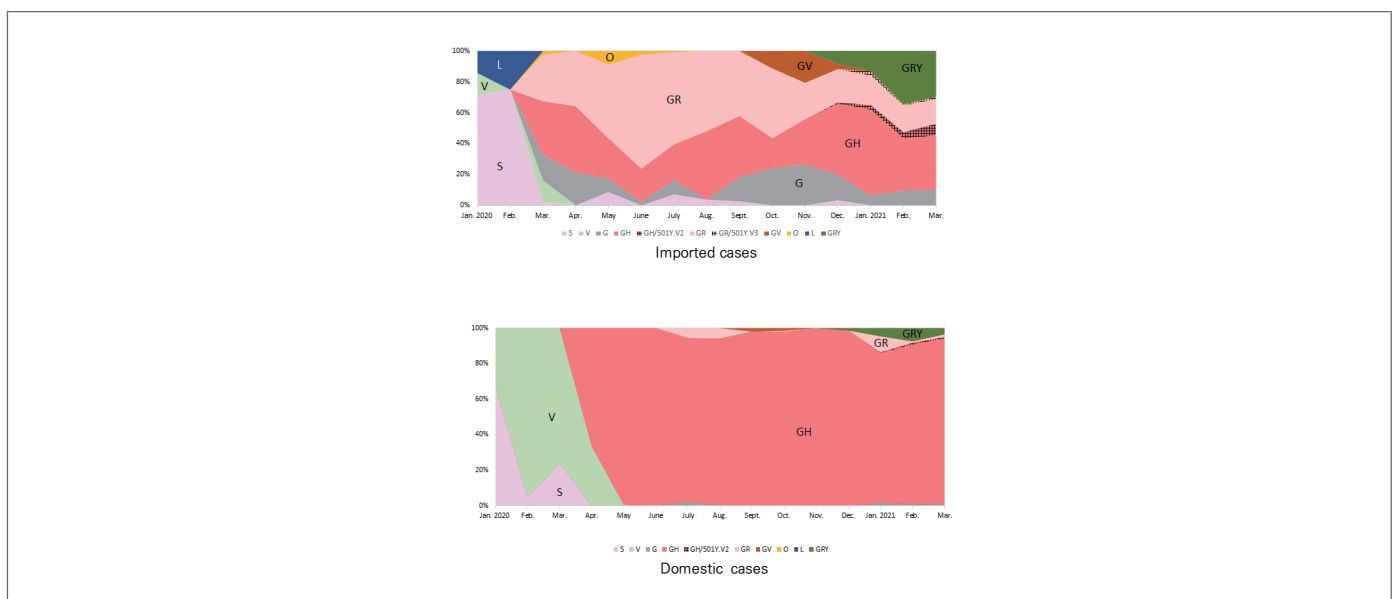 100%
80%
60%
40%
20%
0%
L
V
S
O
GR
GV
GH
G
GRY
Jan. 2020 Feb. Mar. Apr. May June July Aug. Sept. Oct. Nov. Dec. Jan. 2021 Feb. Mar.
S V G GH GH/501Y.V2 GR GR/501Y.V3 GV O L GRY
Imported cases
100%
80%
60%
40%
20%
0%
V
S
GH
GR
GRY
Jan. 2020 Feb. Mar. Apr. May June July Aug. Sept. Oct. Nov. Dec. Jan. 2021 Feb. Mar.
S V G GH GH/501Y.V2 GR GV O L GRY
Domestic cases